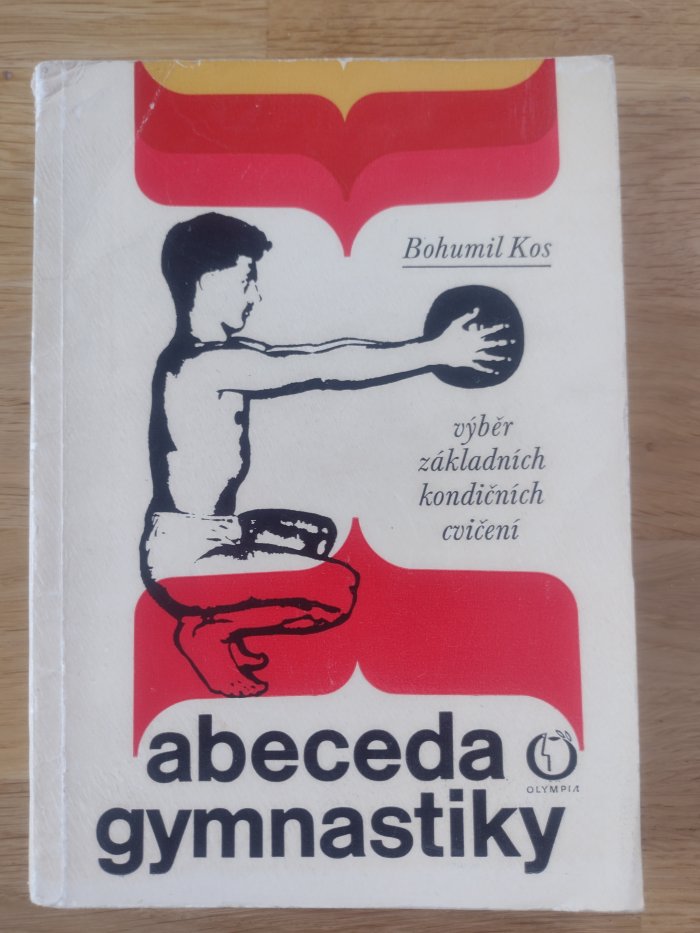 Bohumil Kos
výběr
základních
kondičních
cvičení
abeceda
OLYMPIA
gymnastiky